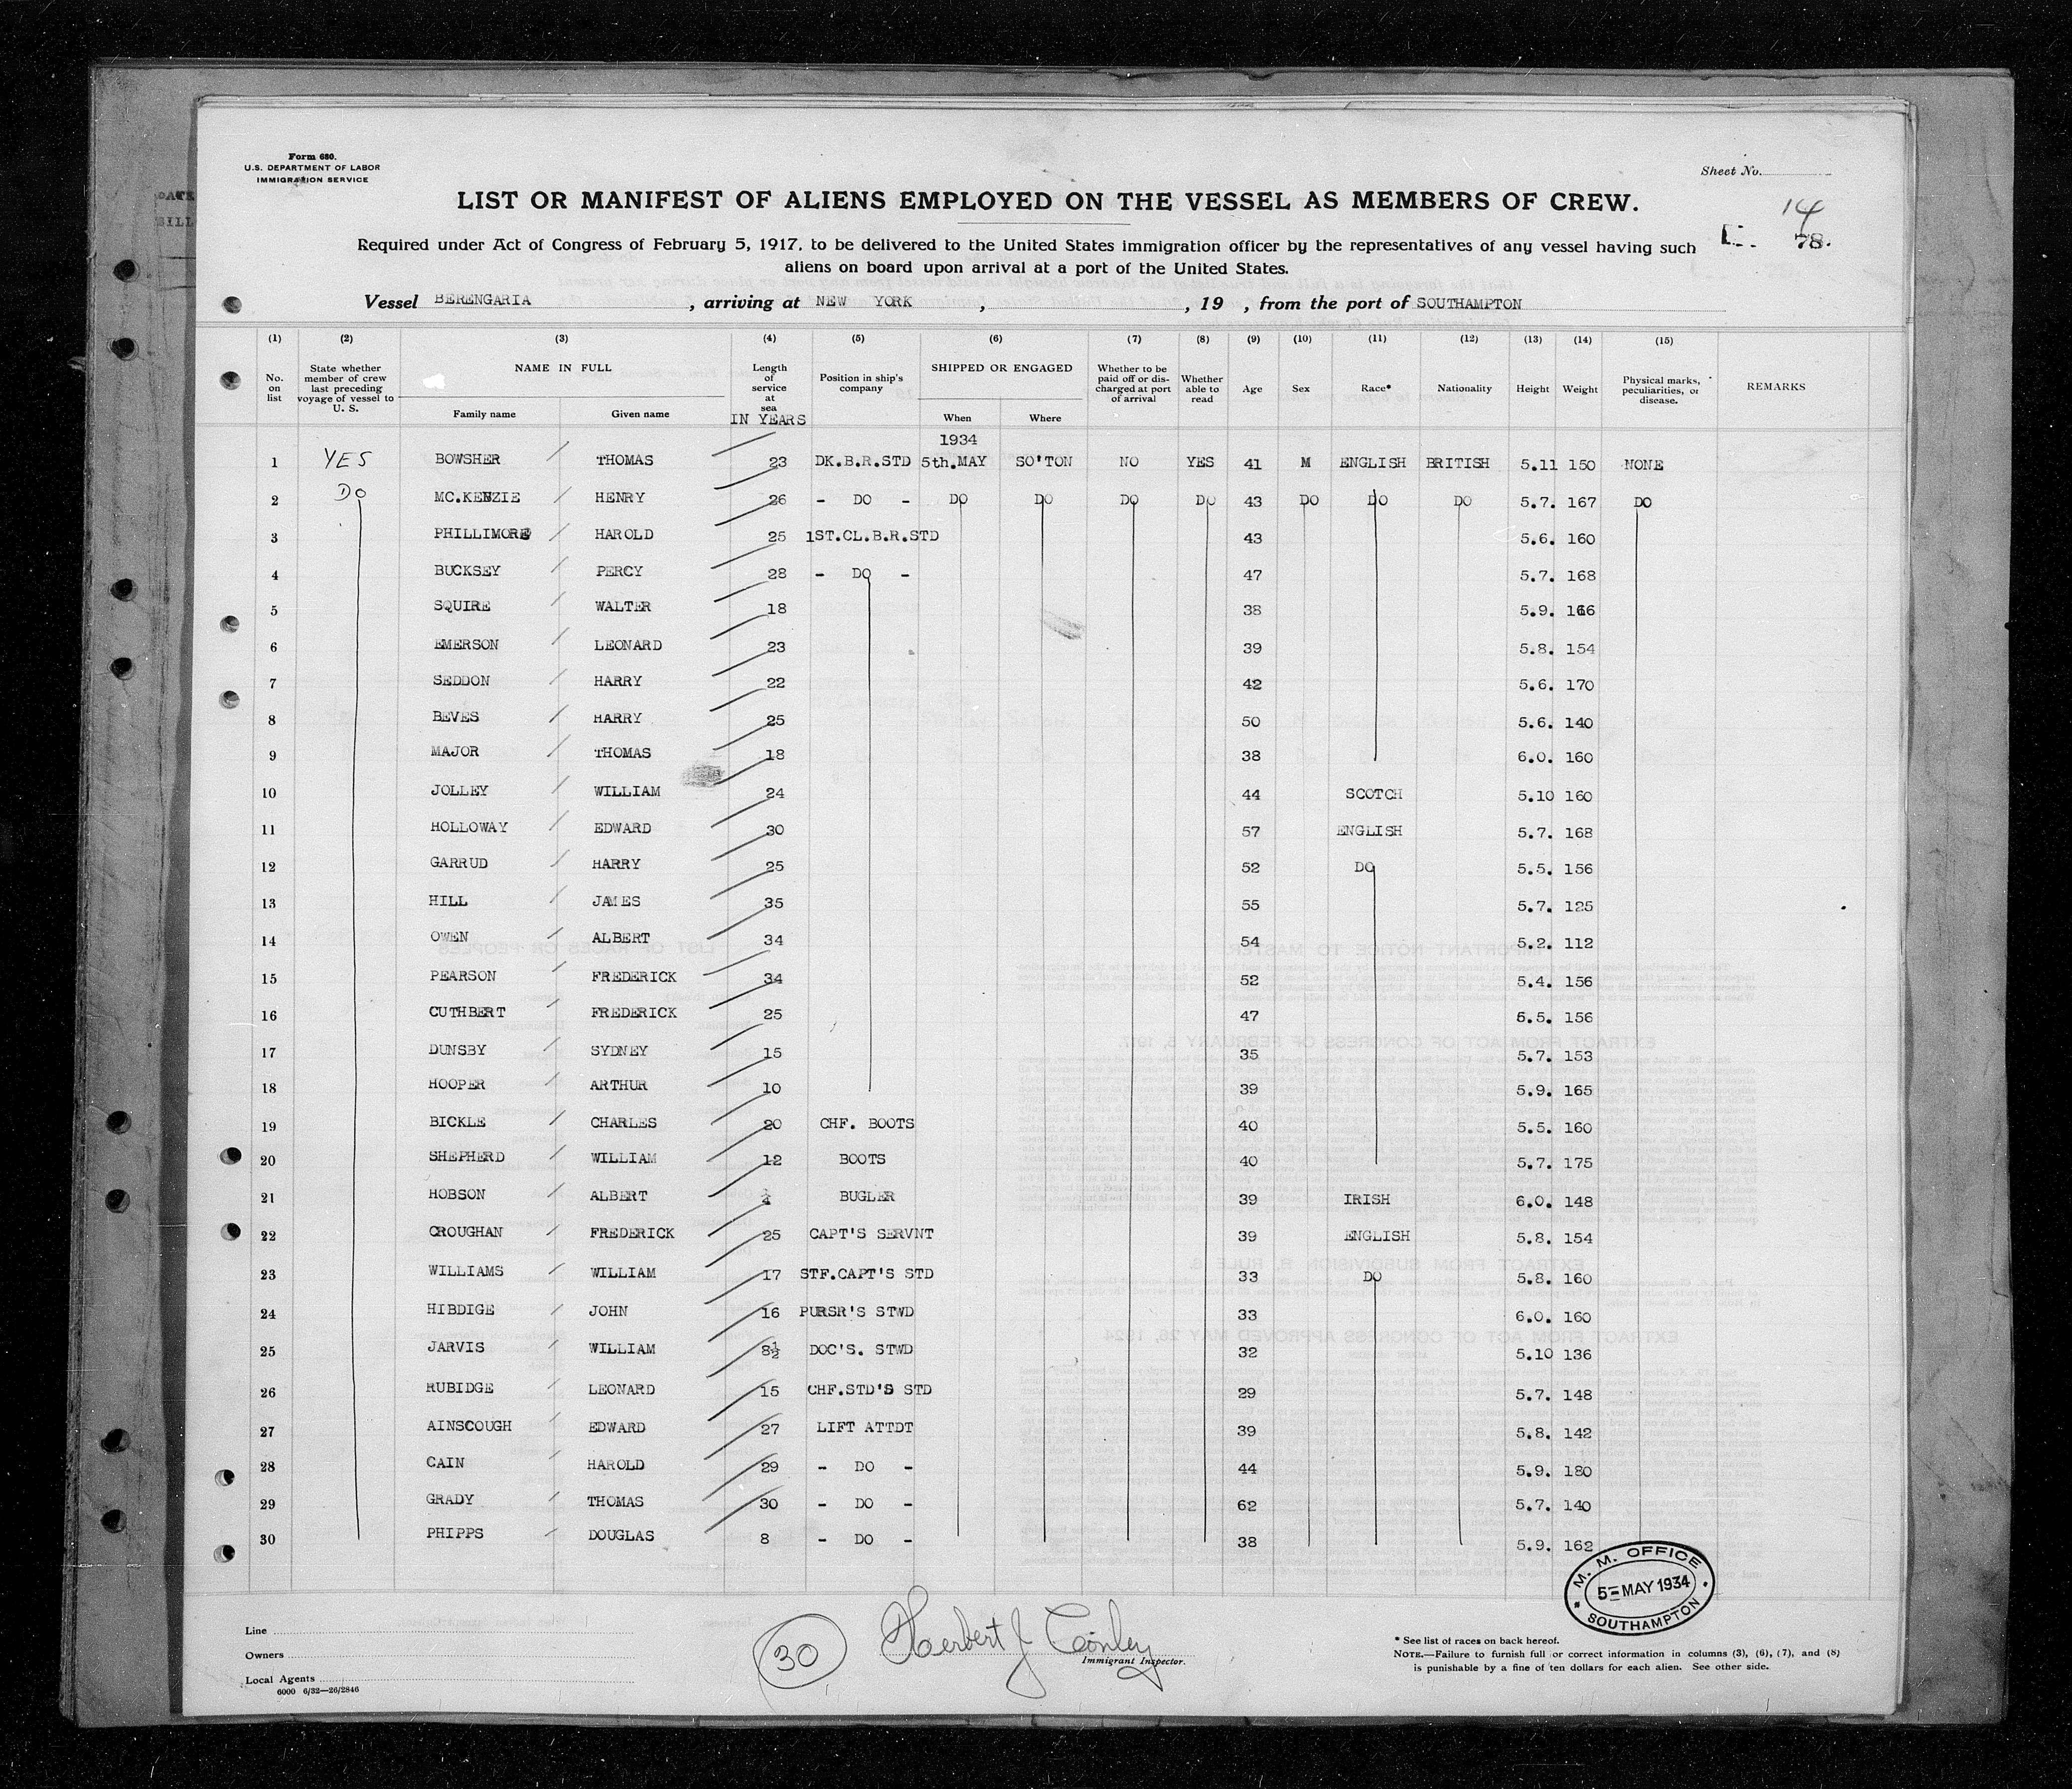 Form 680.
U.S. DEPARTMENT OF LABOR
IMMIGRATION SERVICE
Sheet No.
LIST OR MANIFEST OF ALIENS EMPLOYED ON THE VESSEL AS MEMBERS OF CREW.
14
78.
Required under Act of Congress of February 5, 1917, to be delivered to the United States immigration officer by the representatives of any vessel having such
aliens on board upon arrival at a port of the United States.
Vessel BERENGARIA , arriving at NEW YORK , , 19 , from the port of SOUTHAMPTON
(1) (2) (3) (4) (5) (6) (7) (8) (9) (10) (11) (12) (13) (14) (15)
No. on list State whether member of crew last preceding voyage of vessel to U. S. NAME IN FULL Family name Given name Length of service at sea IN YEARS Position in ship's company SHIPPED OR ENGAGED When Where Whether to be paid off or discharged at port of arrival Whether able to read Age Sex Race* Nationality Height Weight Physical marks, peculiarities, or disease. REMARKS
1934
1 YES BOWSHER THOMAS 23 DK.B.R.STD 5th.MAY SO'TON NO YES 41 M ENGLISH BRITISH 5.11 150 NONE
2 DO MC.KENZIE HENRY 26 - DO - DO DO DO DO 43 DO DO DO 5.7. 167 DO
3 PHILLIMORE HAROLD 25 1ST.CL.B.R.STD 43 5.6. 160
4 BUCKSEY PERCY 28 - DO - 47 5.7. 168
5 SQUIRE WALTER 18 38 5.9. 166
6 EMERSON LEONARD 23 39 5.8. 154
7 SEDDON HARRY 22 42 5.6. 170
8 BEVES HARRY 25 50 5.6. 140
9 MAJOR THOMAS 18 38 6.0. 160
10 JOLLEY WILLIAM 24 44 SCOTCH 5.10 160
11 HOLLOWAY EDWARD 30 57 ENGLISH 5.7. 168
12 GARRUD HARRY 25 52 DO 5.5. 156
13 HILL JAMES 35 55 5.7. 125
14 OWEN ALBERT 34 54 5.2. 112
15 PEARSON FREDERICK 34 52 5.4. 156
16 CUTHBERT FREDERICK 25 47 5.5. 156
17 DUNSBY SYDNEY 15 35 5.7. 153
18 HOOPER ARTHUR 10 39 5.9. 165
19 BICKLE CHARLES 20 CHF. BOOTS 40 5.5. 160
20 SHEPHERD WILLIAM 12 BOOTS 40 5.7. 175
21 HOBSON ALBERT BUGLER 39 IRISH 6.0. 148
22 CROUGHAN FREDERICK 25 CAPT'S SERVNT 39 ENGLISH 5.8. 154
23 WILLIAMS WILLIAM 17 STF.CAPT'S STD 33 DO 5.8. 160
24 HIBDIGE JOHN 16 PURSR'S STWD 33 6.0. 160
25 JARVIS WILLIAM 8½ DOC'S. STWD 32 5.10 136
26 RUBIDGE LEONARD 15 CHF.STD'S STD 29 5.7. 148
27 AINSCOUGH EDWARD 27 LIFT ATTDT 39 5.8. 142
28 CAIN HAROLD 29 - DO - 44 5.9. 180
29 GRADY THOMAS 30 - DO - 62 5.7. 140
30 PHIPPS DOUGLAS 8 - DO - 38 5.9. 162
M. M. OFFICE
5 - MAY 1934
SOUTHAMPTON
Line
Owners
Local Agents
6000 6/32—26/2846
30
Herbert J Conley
Immigrant Inspector.
* See list of races on back hereof.
NOTE.—Failure to furnish full or correct information in columns (3), (6), (7), and (8)
is punishable by a fine of ten dollars for each alien. See other side.